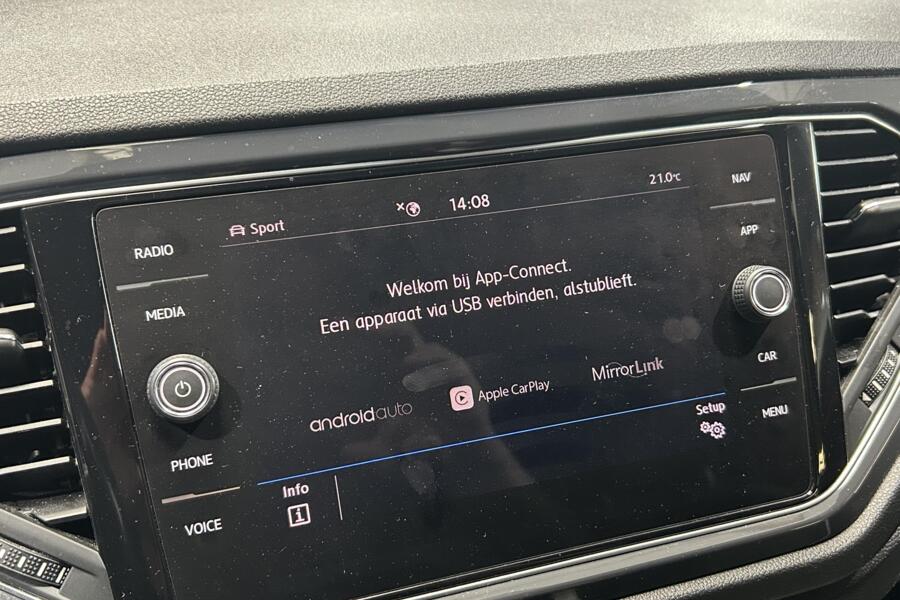 RADIO
MEDIA
PHONE
VOICE
Sport
14:08
21.0°C
Welkom bij App-Connect.
Een apparaat via USB verbinden, alstublieft.
androidauto
Apple CarPlay
MirrorLink
Setup
Info
i
NAV
APP
CAR
MENU